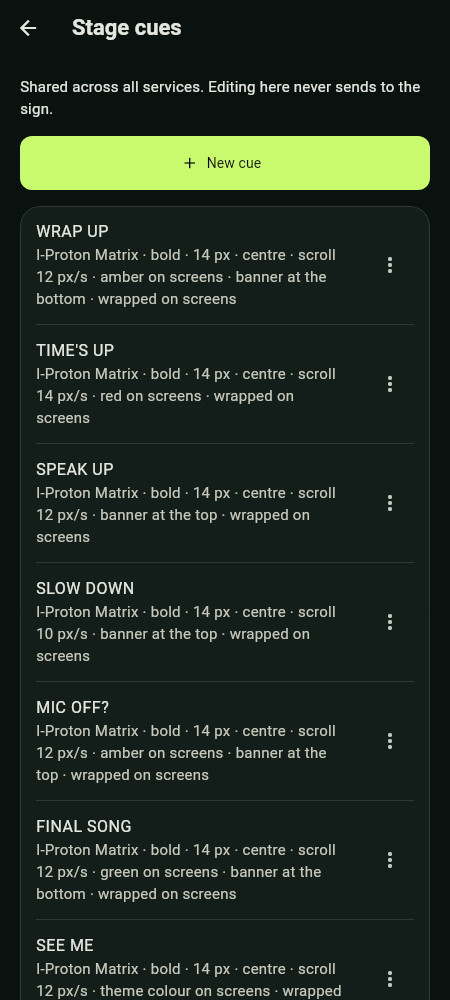 Stage cues
Shared across all services. Editing here never sends to the
sign.
+ New cue
WRAP UP
I-Proton Matrix · bold · 14 px · centre · scroll
12 px/s · amber on screens · banner at the
bottom · wrapped on screens
TIME'S UP
I-Proton Matrix · bold · 14 px · centre · scroll
14 px/s · red on screens · wrapped on
screens
SPEAK UP
I-Proton Matrix · bold · 14 px · centre · scroll
12 px/s · banner at the top · wrapped on
screens
SLOW DOWN
I-Proton Matrix · bold · 14 px · centre · scroll
10 px/s · banner at the top · wrapped on
screens
MIC OFF?
I-Proton Matrix · bold · 14 px · centre · scroll
12 px/s · amber on screens · banner at the
top · wrapped on screens
FINAL SONG
I-Proton Matrix · bold · 14 px · centre · scroll
12 px/s · green on screens · banner at the
bottom · wrapped on screens
SEE ME
I-Proton Matrix · bold · 14 px · centre · scroll
12 px/s · theme colour on screens · wrapped